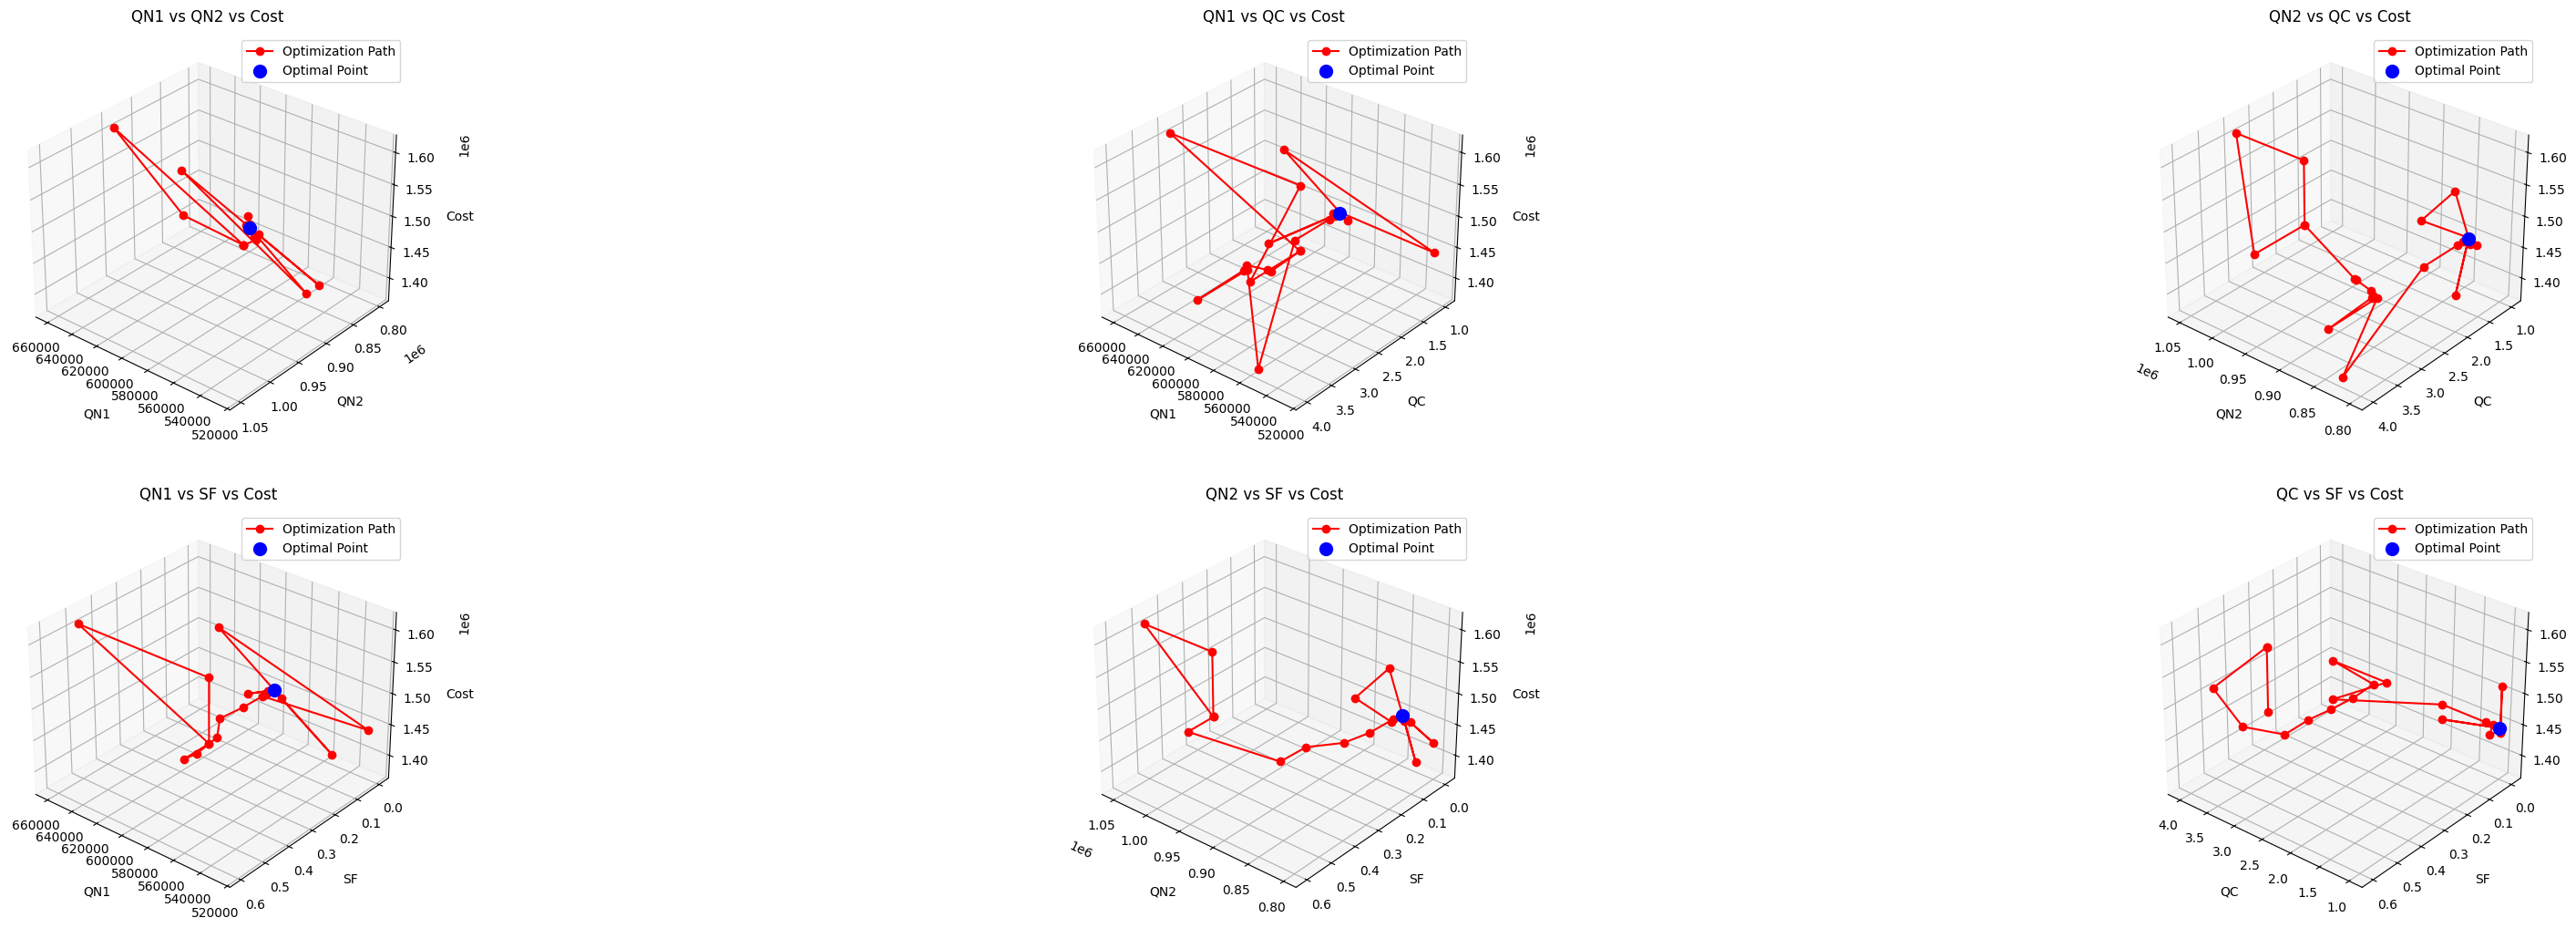 QN1 vs QN2 vs Cost
Optimization Path
Optimal Point
1e6
1.60
1.55
1.50
1.45
1.40
Cost
660000
640000
620000
600000
580000
560000
540000
520000
QN1
0.80
0.85
0.90
0.95
1.00
1.05
1e6
QN2
QN1 vs QC vs Cost
Optimization Path
Optimal Point
1e6
1.60
1.55
1.50
1.45
1.40
Cost
660000
640000
620000
600000
580000
560000
540000
520000
QN1
1.0
1.5
2.0
2.5
3.0
3.5
4.0
QC
QN2 vs QC vs Cost
Optimization Path
Optimal Point
1e6
1.60
1.55
1.50
1.45
1.40
Cost
1.05
1.00
0.95
0.90
0.85
0.80
1e6
QN2
1.0
1.5
2.0
2.5
3.0
3.5
4.0
QC
QN1 vs SF vs Cost
Optimization Path
Optimal Point
1e6
1.60
1.55
1.50
1.45
1.40
Cost
660000
640000
620000
600000
580000
560000
540000
520000
QN1
0.0
0.1
0.2
0.3
0.4
0.5
0.6
SF
QN2 vs SF vs Cost
Optimization Path
Optimal Point
1e6
1.60
1.55
1.50
1.45
1.40
Cost
1.05
1.00
0.95
0.90
0.85
0.80
1e6
QN2
0.0
0.1
0.2
0.3
0.4
0.5
0.6
SF
QC vs SF vs Cost
Optimization Path
Optimal Point
1e6
1.60
1.55
1.50
1.45
1.40
Cost
4.0
3.5
3.0
2.5
2.0
1.5
1.0
QC
0.0
0.1
0.2
0.3
0.4
0.5
0.6
SF